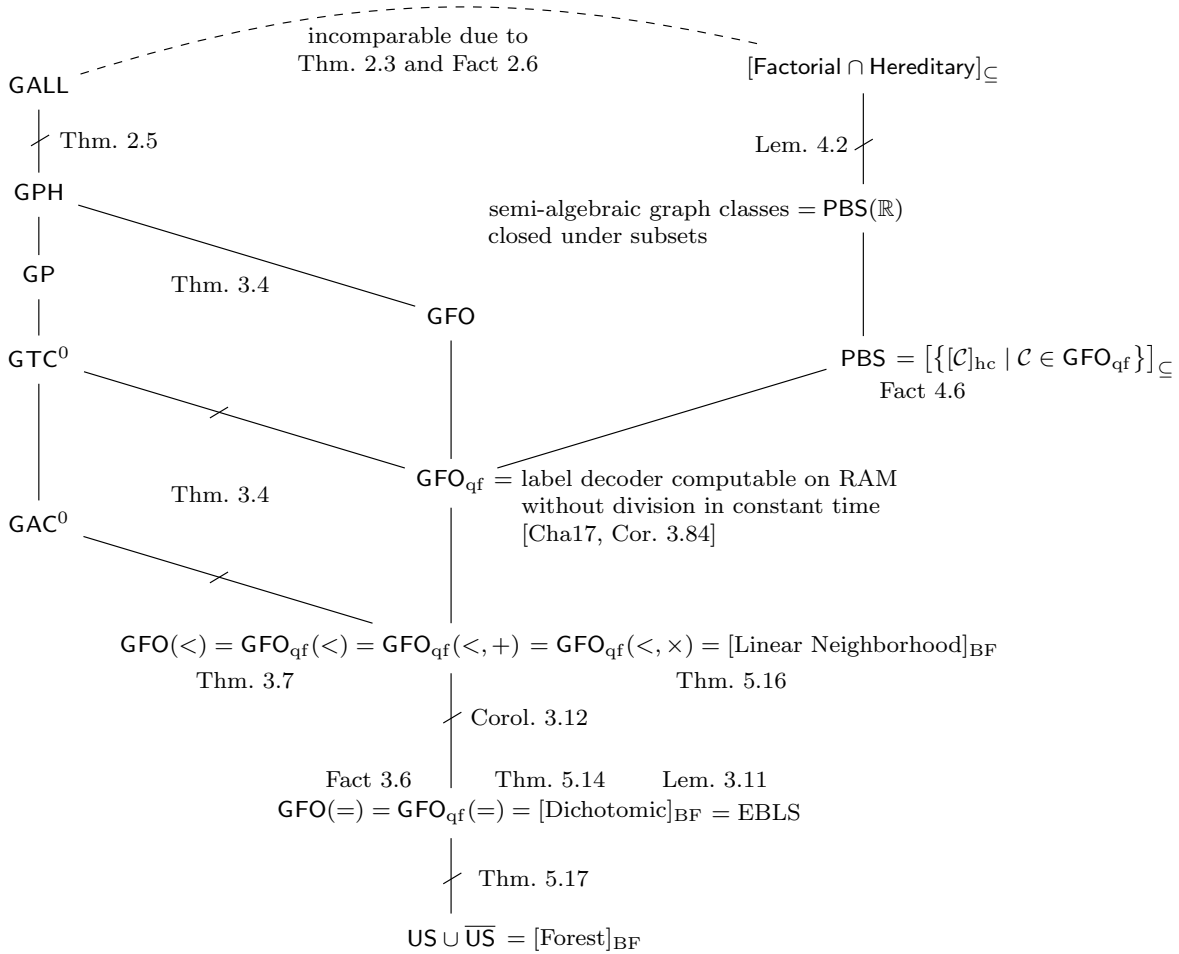 incomparable due to
Thm. 2.3 and Fact 2.6
[Factorial ∩ Hereditary]⊆
GALL
Thm. 2.5
Lem. 4.2
GPH
semi-algebraic graph classes = PBS(ℝ)
closed under subsets
GP
Thm. 3.4
GFO
GTC⁰
PBS = [{[𝒞]hc | 𝒞 ∈ GFOqf}]⊆
Fact 4.6
GFOqf = label decoder computable on RAM
without division in constant time
[Cha17, Cor. 3.84]
Thm. 3.4
GAC⁰
GFO(<) = GFOqf(<) = GFOqf(<, +) = GFOqf(<, ×) = [Linear Neighborhood]BF
Thm. 3.7 Thm. 5.16
Corol. 3.12
Fact 3.6 Thm. 5.14 Lem. 3.11
GFO(=) = GFOqf(=) = [Dichotomic]BF = EBLS
Thm. 5.17
US ∪ U̅S̅ = [Forest]BF